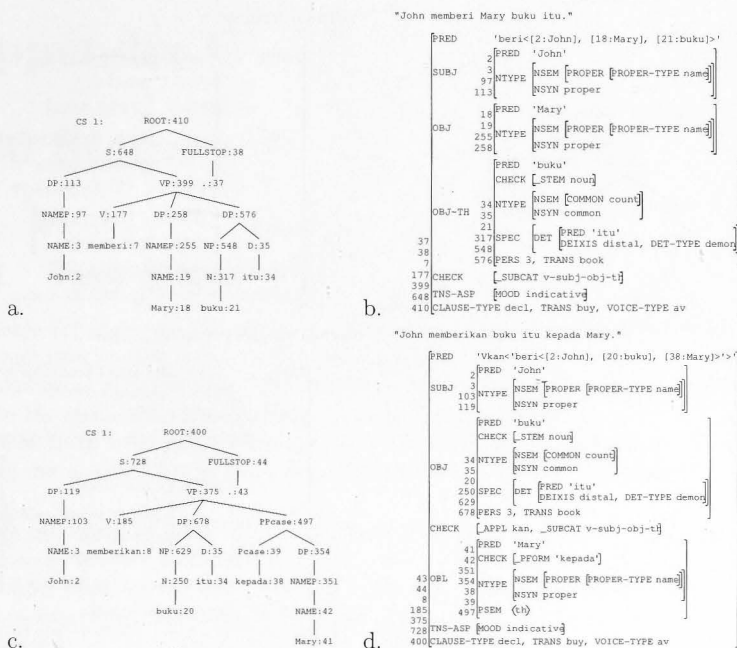 CS 1: ROOT:410
S:648 FULLSTOP:38
DP:113 VP:399 .:37
NAMEP:97 V:177 DP:258 DP:576
NAME:3 memberi:7 NAMEP:255 NP:548 D:35
John:2 NAME:19 N:317 itu:34
Mary:18 buku:21
a.
"John memberi Mary buku itu."
PRED 'beri<[2:John], [18:Mary], [21:buku]>'
2 PRED 'John'
SUBJ 3 NTYPE NSEM [PROPER [PROPER-TYPE name]]
97
113 NSYN proper
18 PRED 'Mary'
OBJ 19 NTYPE NSEM [PROPER [PROPER-TYPE name]]
255
258 NSYN proper
PRED 'buku'
CHECK [_STEM noun]
34 NTYPE NSEM [COMMON count]
OBJ-TH 35 NSYN common
21
317 SPEC DET PRED 'itu'
548 DEIXIS distal, DET-TYPE demon
576 PERS 3, TRANS book
37
38
7
177 CHECK [_SUBCAT v-subj-obj-th]
399
648 TNS-ASP [MOOD indicative]
410 CLAUSE-TYPE decl, TRANS buy, VOICE-TYPE av
b.
CS 1: ROOT:400
S:728 FULLSTOP:44
DP:119 VP:375 .:43
NAMEP:103 V:185 DP:678 PPcase:497
NAME:3 memberikan:8 NP:629 D:35 Pcase:39 DP:354
John:2 N:250 itu:34 kepada:38 NAMEP:351
buku:20 NAME:42
Mary:41
c.
"John memberikan buku itu kepada Mary."
PRED 'Vkan<'beri<[2:John], [20:buku], [38:Mary]>'>'
2 PRED 'John'
SUBJ 3 NTYPE NSEM [PROPER [PROPER-TYPE name]]
103
119 NSYN proper
PRED 'buku'
CHECK [_STEM noun]
OBJ 34 NTYPE NSEM [COMMON count]
35 NSYN common
20
250 SPEC DET PRED 'itu'
629 DEIXIS distal, DET-TYPE demon
678 PERS 3, TRANS book
CHECK [_APPL kan, _SUBCAT v-subj-obj-th]
41 PRED 'Mary'
42 CHECK [_PFORM 'kepada']
351
43 OBL 354 NTYPE NSEM [PROPER [PROPER-TYPE name]]
44 38 NSYN proper
8 39
185 497 PSEM <th>
375
728 TNS-ASP [MOOD indicative]
400 CLAUSE-TYPE decl, TRANS buy, VOICE-TYPE av
d.